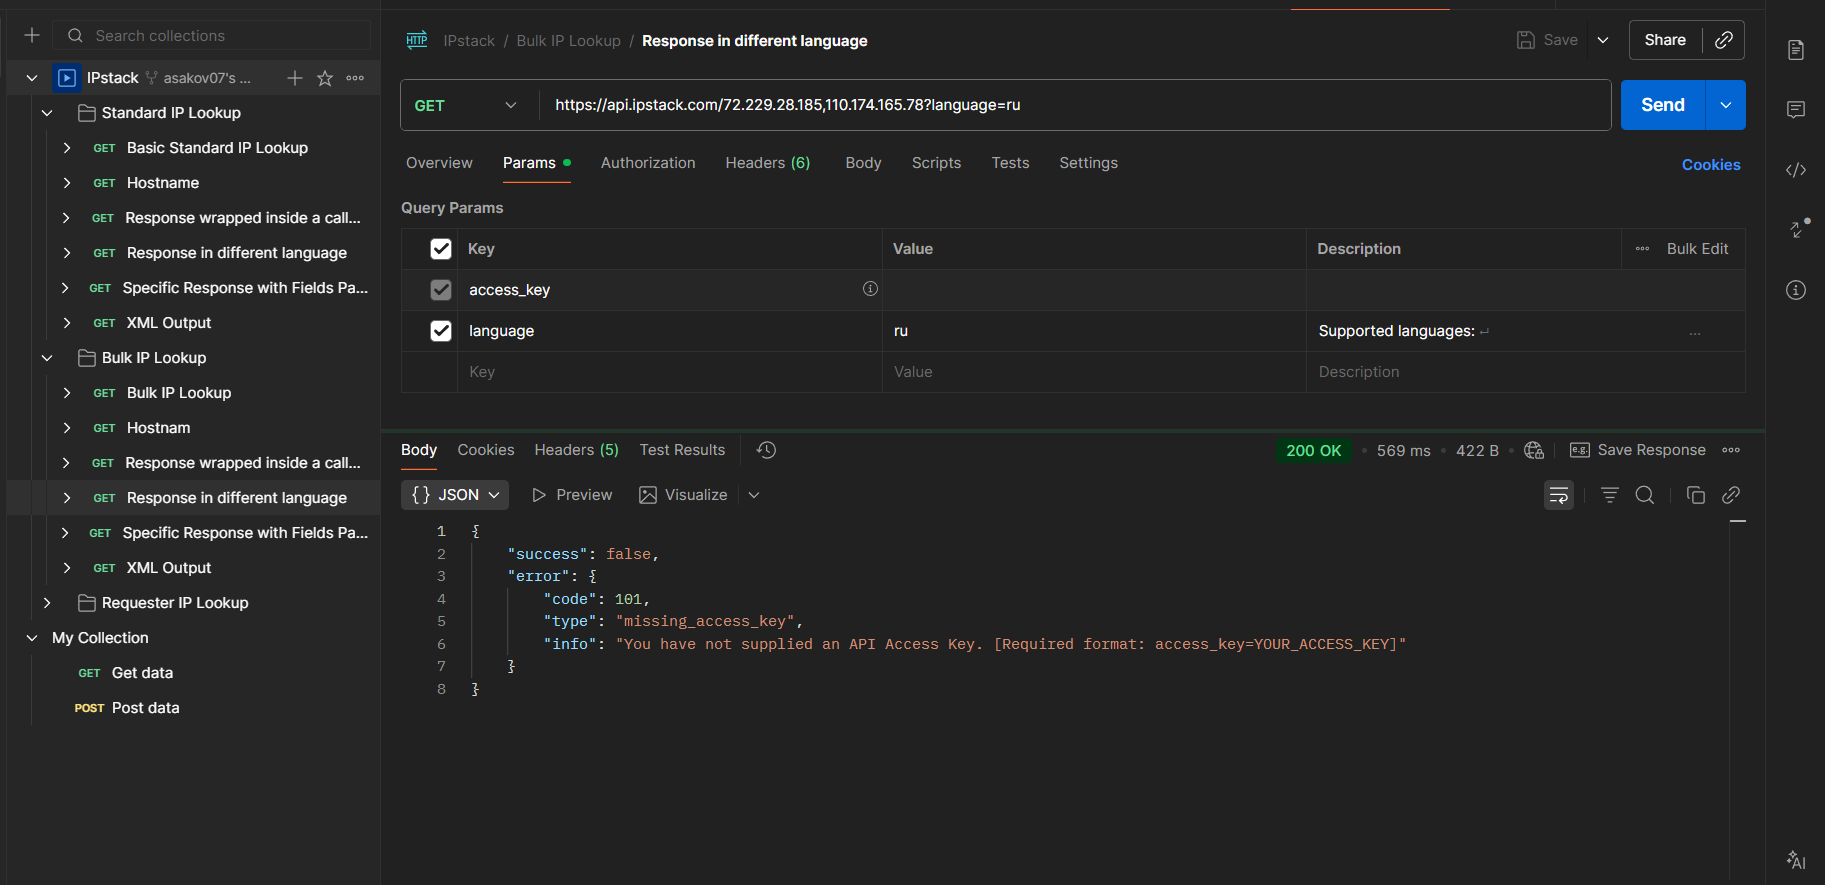 Search collections
IPstack asakov07's ...
Standard IP Lookup
GET Basic Standard IP Lookup
GET Hostname
GET Response wrapped inside a call...
GET Response in different language
GET Specific Response with Fields Pa...
GET XML Output
Bulk IP Lookup
GET Bulk IP Lookup
GET Hostnam
GET Response wrapped inside a call...
GET Response in different language
GET Specific Response with Fields Pa...
GET XML Output
Requester IP Lookup
My Collection
GET Get data
POST Post data
HTTP IPstack / Bulk IP Lookup / Response in different language
Save
Share
GET https://api.ipstack.com/72.229.28.185,110.174.165.78?language=ru
Send
Overview Params Authorization Headers (6) Body Scripts Tests Settings
Cookies
Query Params
Key Value Description ••• Bulk Edit
access_key
language ru Supported languages: ↵ ...
Key Value Description
Body Cookies Headers (5) Test Results
200 OK • 569 ms • 422 B • e.g. Save Response •••
{} JSON Preview Visualize
1 {
2 "success": false,
3 "error": {
4 "code": 101,
5 "type": "missing_access_key",
6 "info": "You have not supplied an API Access Key. [Required format: access_key=YOUR_ACCESS_KEY]"
7 }
8 }
AI